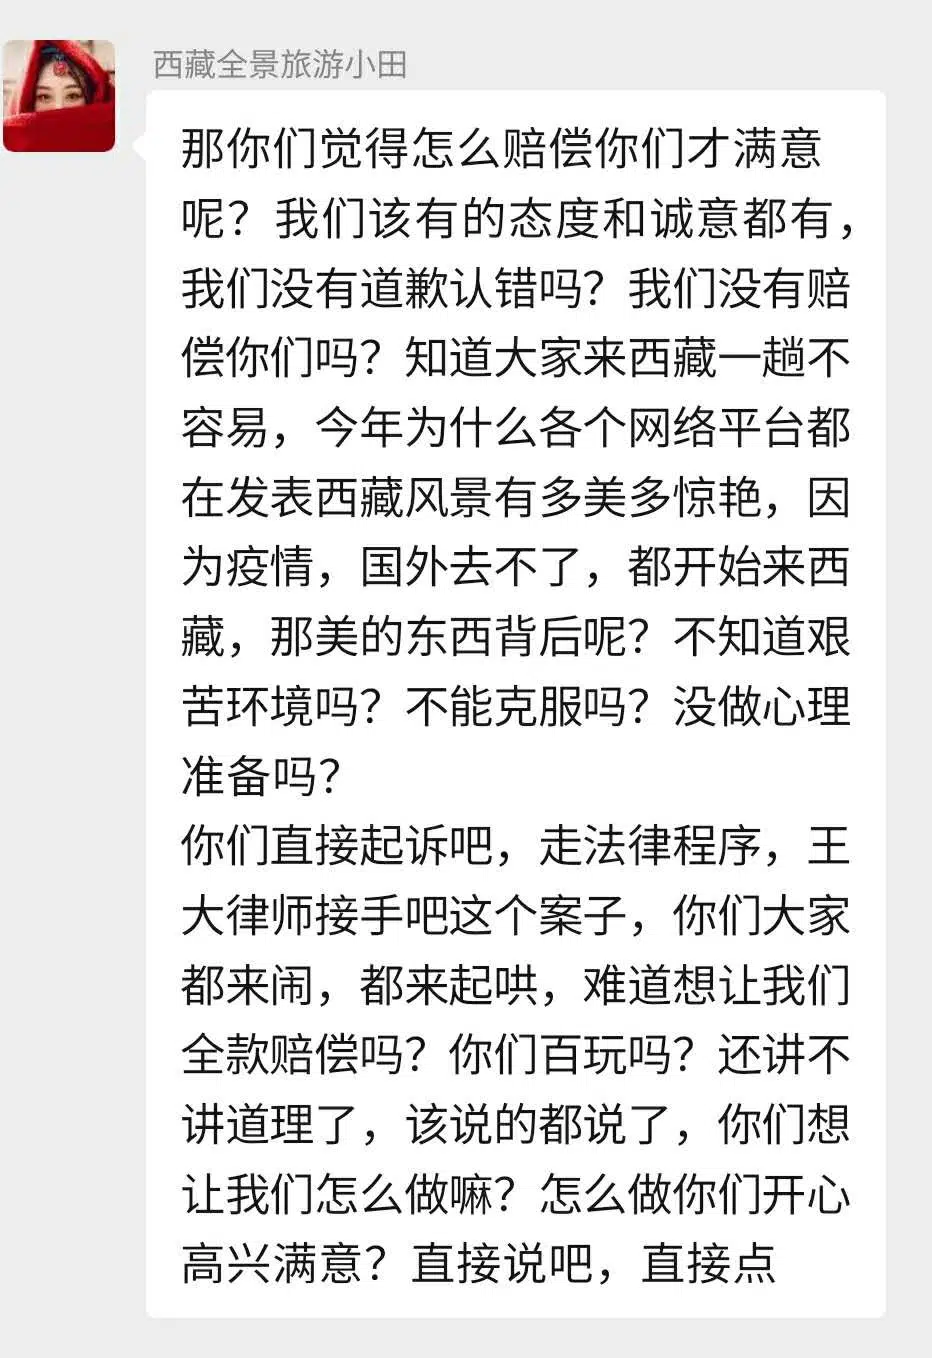 西藏全景旅游小田
那你们觉得怎么赔偿你们才满意
呢？我们该有的态度和诚意都有，
我们没有道歉认错吗？我们没有赔
偿你们吗？知道大家来西藏一趟不
容易，今年为什么各个网络平台都
在发表西藏风景有多美多惊艳，因
为疫情，国外去不了，都开始来西
藏，那美的东西背后呢？不知道艰
苦环境吗？不能克服吗？没做心理
准备吗？
你们直接起诉吧，走法律程序，王
大律师接手吧这个案子，你们大家
都来闹，都来起哄，难道想让我们
全款赔偿吗？你们百玩吗？还讲不
讲道理了，该说的都说了，你们想
让我们怎么做嘛？怎么做你们开心
高兴满意？直接说吧，直接点